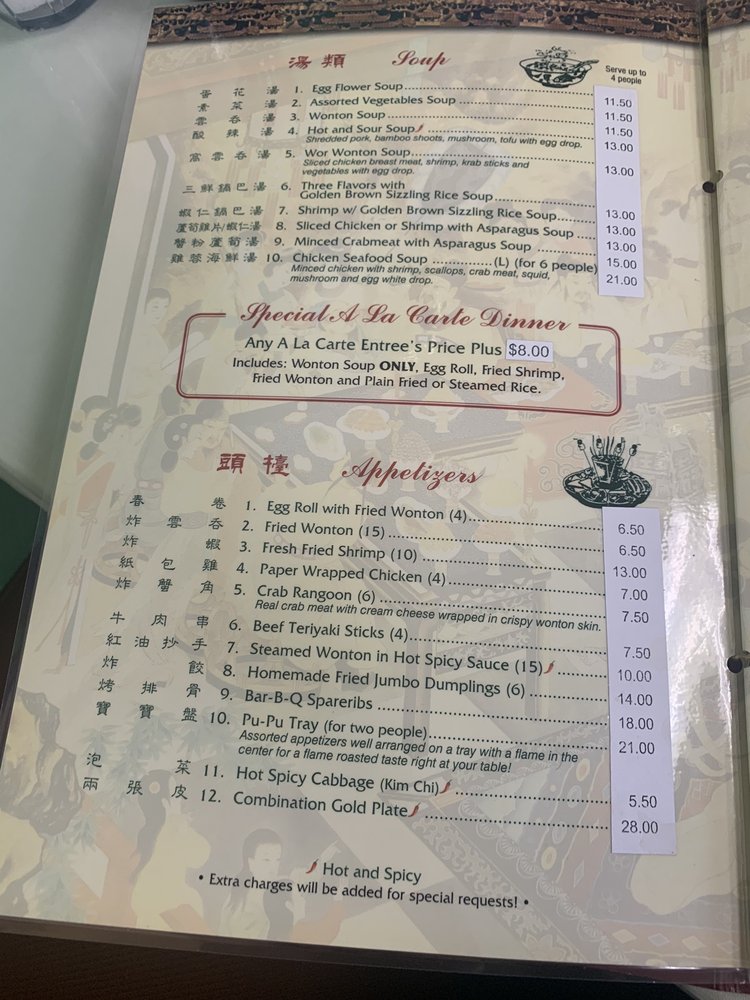 湯類 Soup
Serve up to
4 people
蛋花湯 1. Egg Flower Soup 11.50
素菜湯 2. Assorted Vegetables Soup 11.50
雲吞湯 3. Wonton Soup 11.50
酸辣湯 4. Hot and Sour Soup 13.00
Shredded pork, bamboo shoots, mushroom, tofu with egg drop.
窩雲吞湯 5. Wor Wonton Soup 13.00
Sliced chicken breast meat, shrimp, krab sticks and
vegetables with egg drop.
三鮮鍋巴湯 6. Three Flavors with
Golden Brown Sizzling Rice Soup 13.00
蝦仁鍋巴湯 7. Shrimp w/ Golden Brown Sizzling Rice Soup 13.00
蘆筍雞片/蝦仁湯 8. Sliced Chicken or Shrimp with Asparagus Soup 13.00
蟹粉蘆筍湯 9. Minced Crabmeat with Asparagus Soup 15.00
雞蓉海鮮湯 10. Chicken Seafood Soup (L) (for 6 people) 21.00
Minced chicken with shrimp, scallops, crab meat, squid,
mushroom and egg white drop.
Special A La Carte Dinner
Any A La Carte Entree's Price Plus $8.00
Includes: Wonton Soup ONLY, Egg Roll, Fried Shrimp,
Fried Wonton and Plain Fried or Steamed Rice.
頭檯 Appetizers
春卷 1. Egg Roll with Fried Wonton (4) 6.50
炸雲吞 2. Fried Wonton (15) 6.50
炸蝦 3. Fresh Fried Shrimp (10) 13.00
紙包雞 4. Paper Wrapped Chicken (4) 7.00
炸蟹角 5. Crab Rangoon (6) 7.50
Real crab meat with cream cheese wrapped in crispy wonton skin.
牛肉串 6. Beef Teriyaki Sticks (4) 7.50
紅油抄手 7. Steamed Wonton in Hot Spicy Sauce (15) 10.00
炸餃 8. Homemade Fried Jumbo Dumplings (6) 14.00
烤排骨 9. Bar-B-Q Spareribs 18.00
寶寶盤 10. Pu-Pu Tray (for two people) 21.00
Assorted appetizers well arranged on a tray with a flame in the
center for a flame roasted taste right at your table!
泡菜 11. Hot Spicy Cabbage (Kim Chi) 5.50
兩張皮 12. Combination Gold Plate 28.00
Hot and Spicy
• Extra charges will be added for special requests! •